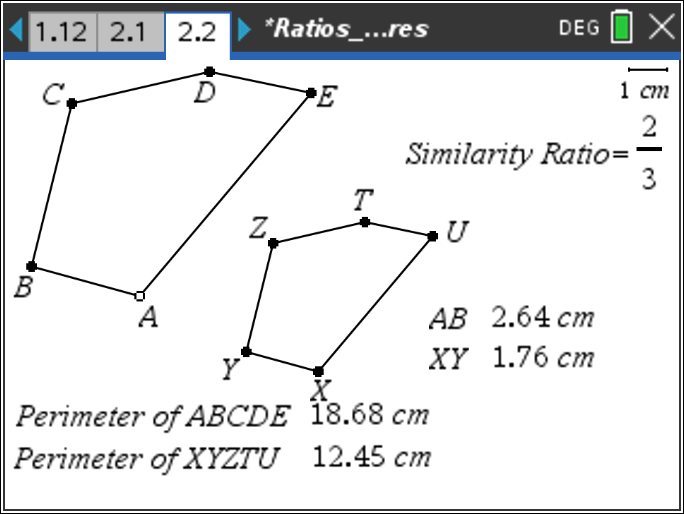 1.12 2.1 2.2 *Ratios_...res DEG
1 cm
C D E
Similarity Ratio= 2/3
Z T U
B A
AB 2.64 cm
XY 1.76 cm
Y X
Perimeter of ABCDE 18.68 cm
Perimeter of XYZTU 12.45 cm